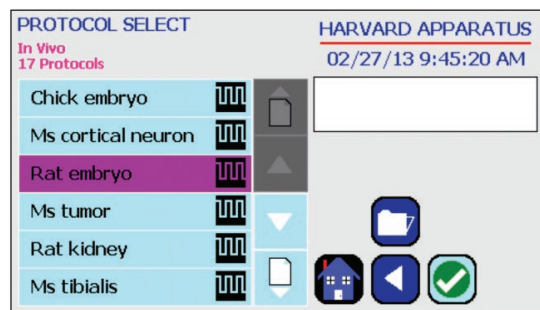 PROTOCOL SELECT
In Vivo
17 Protocols
HARVARD APPARATUS
02/27/13 9:45:20 AM
Chick embryo
Ms cortical neuron
Rat embryo
Ms tumor
Rat kidney
Ms tibialis